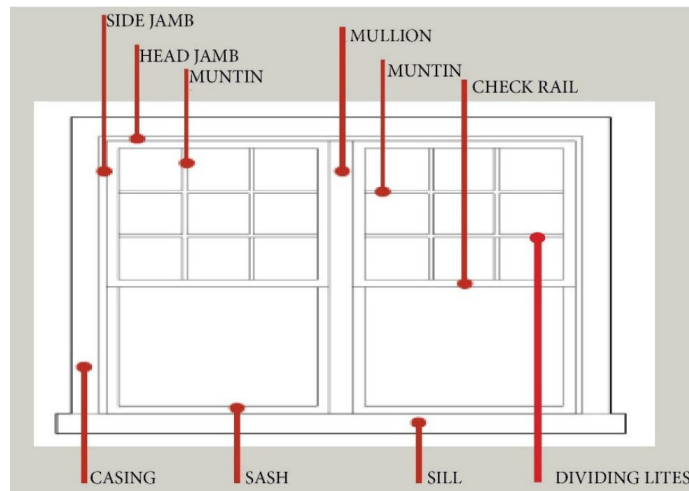 SIDE JAMB
MULLION
HEAD JAMB
MUNTIN
MUNTIN
CHECK RAIL
CASING
SASH
SILL
DIVIDING LITES